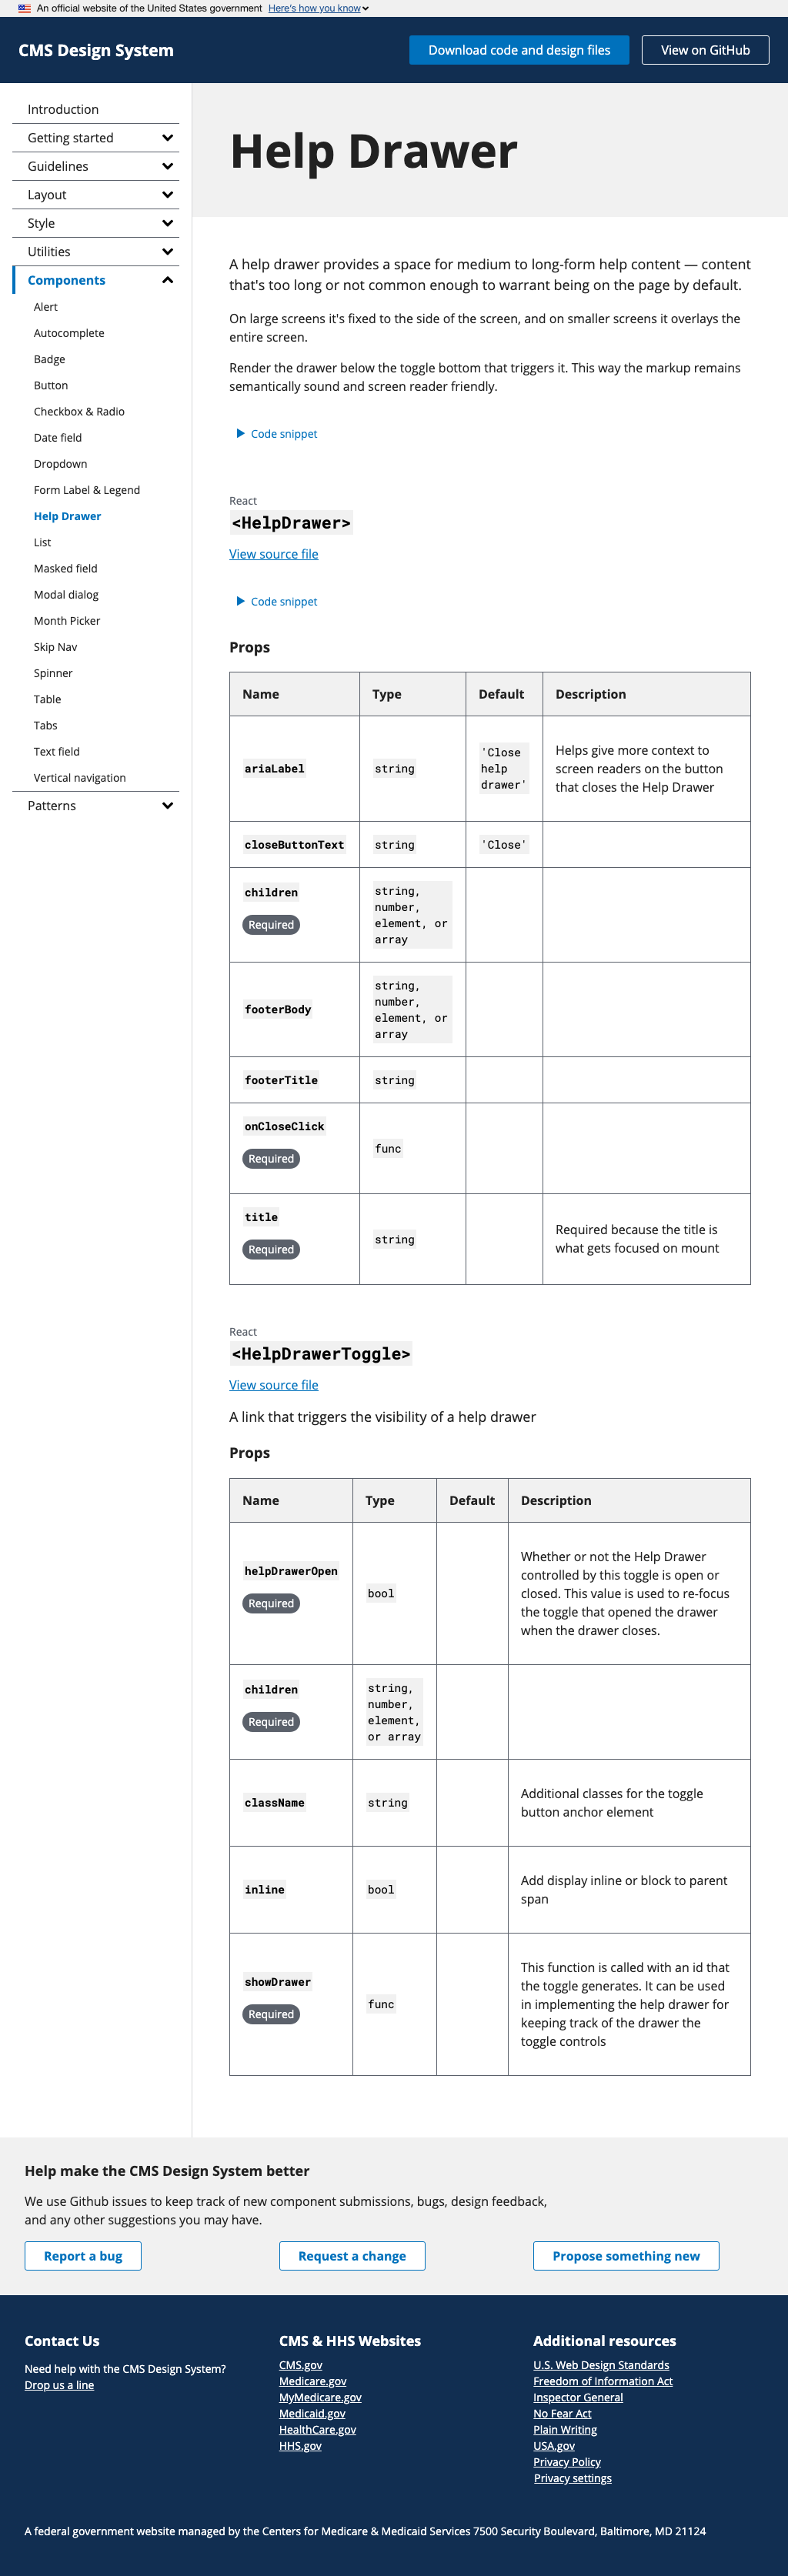 An official website of the United States government Here's how you know
CMS Design System
Download code and design files
View on GitHub
Introduction
Getting started
Guidelines
Layout
Style
Utilities
Components
Alert
Autocomplete
Badge
Button
Checkbox & Radio
Date field
Dropdown
Form Label & Legend
Help Drawer
List
Masked field
Modal dialog
Month Picker
Skip Nav
Spinner
Table
Tabs
Text field
Vertical navigation
Patterns
Help Drawer
A help drawer provides a space for medium to long-form help content — content
that's too long or not common enough to warrant being on the page by default.
On large screens it's fixed to the side of the screen, and on smaller screens it overlays the
entire screen.
Render the drawer below the toggle bottom that triggers it. This way the markup remains
semantically sound and screen reader friendly.
Code snippet
React
<HelpDrawer>
View source file
Code snippet
Props
Name Type Default Description
ariaLabel
string
'Close
help
drawer'
Helps give more context to
screen readers on the button
that closes the Help Drawer
closeButtonText string 'Close'
children
Required
string,
number,
element, or
array
footerBody
string,
number,
element, or
array
footerTitle string
onCloseClick
Required
func
title
Required
string
Required because the title is
what gets focused on mount
React
<HelpDrawerToggle>
View source file
A link that triggers the visibility of a help drawer
Props
Name Type Default Description
helpDrawerOpen
Required
bool
Whether or not the Help Drawer
controlled by this toggle is open or
closed. This value is used to re-focus
the toggle that opened the drawer
when the drawer closes.
children
Required
string,
number,
element,
or array
className
string
Additional classes for the toggle
button anchor element
inline
bool
Add display inline or block to parent
span
showDrawer
Required
func
This function is called with an id that
the toggle generates. It can be used
in implementing the help drawer for
keeping track of the drawer the
toggle controls
Help make the CMS Design System better
We use Github issues to keep track of new component submissions, bugs, design feedback,
and any other suggestions you may have.
Report a bug
Request a change
Propose something new
Contact Us
Need help with the CMS Design System?
Drop us a line
CMS & HHS Websites
CMS.gov
Medicare.gov
MyMedicare.gov
Medicaid.gov
HealthCare.gov
HHS.gov
Additional resources
U.S. Web Design Standards
Freedom of Information Act
Inspector General
No Fear Act
Plain Writing
USA.gov
Privacy Policy
Privacy settings
A federal government website managed by the Centers for Medicare & Medicaid Services 7500 Security Boulevard, Baltimore, MD 21124